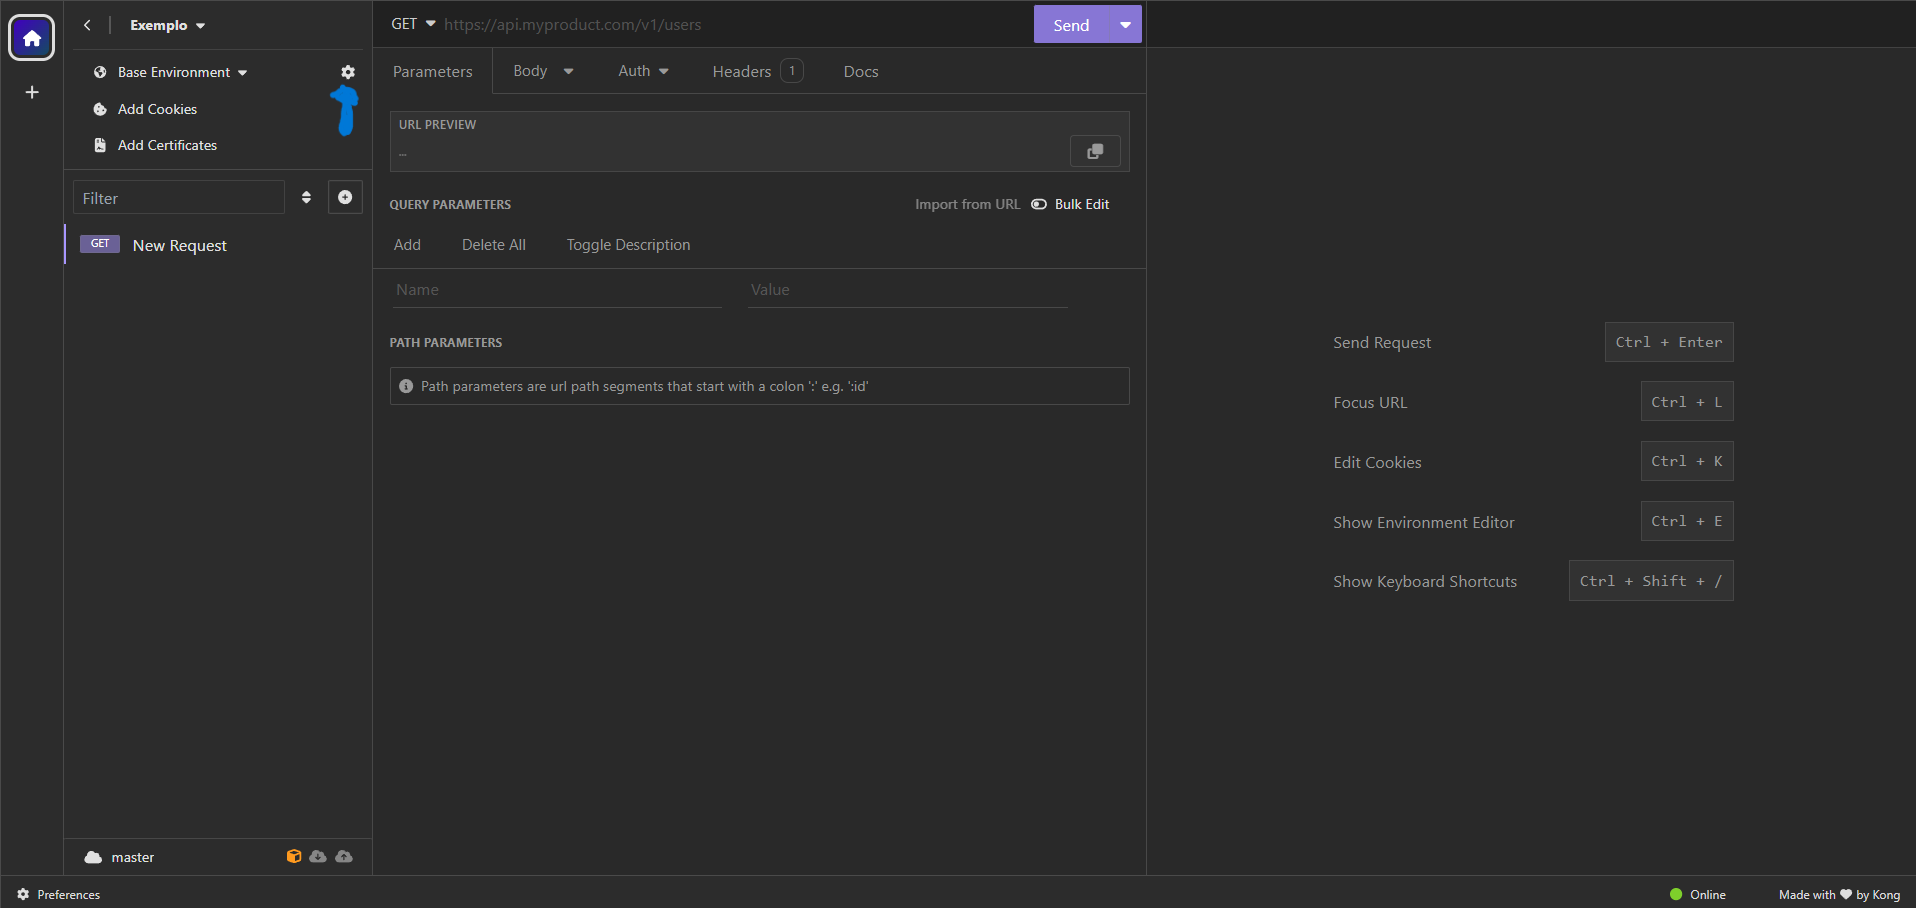 Exemplo
Base Environment
Add Cookies
Add Certificates
Filter
GET New Request
master
Preferences
GET https://api.myproduct.com/v1/users Send
Parameters Body Auth Headers 1 Docs
URL PREVIEW
...
QUERY PARAMETERS Import from URL Bulk Edit
Add Delete All Toggle Description
Name Value
PATH PARAMETERS
Path parameters are url path segments that start with a colon ':' e.g. ':id'
Send Request Ctrl + Enter
Focus URL Ctrl + L
Edit Cookies Ctrl + K
Show Environment Editor Ctrl + E
Show Keyboard Shortcuts Ctrl + Shift + /
Online Made with ♥ by Kong